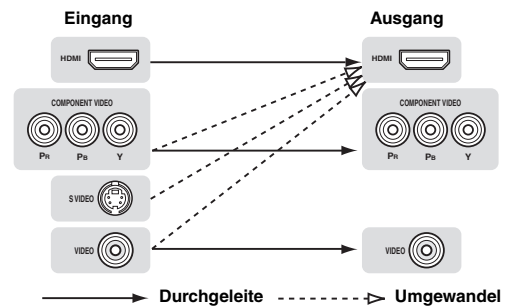 Eingang Ausgang
HDMI HDMI
COMPONENT VIDEO COMPONENT VIDEO
PR PB Y PR PB Y
S VIDEO
VIDEO VIDEO
Durchgeleite Umgewandel